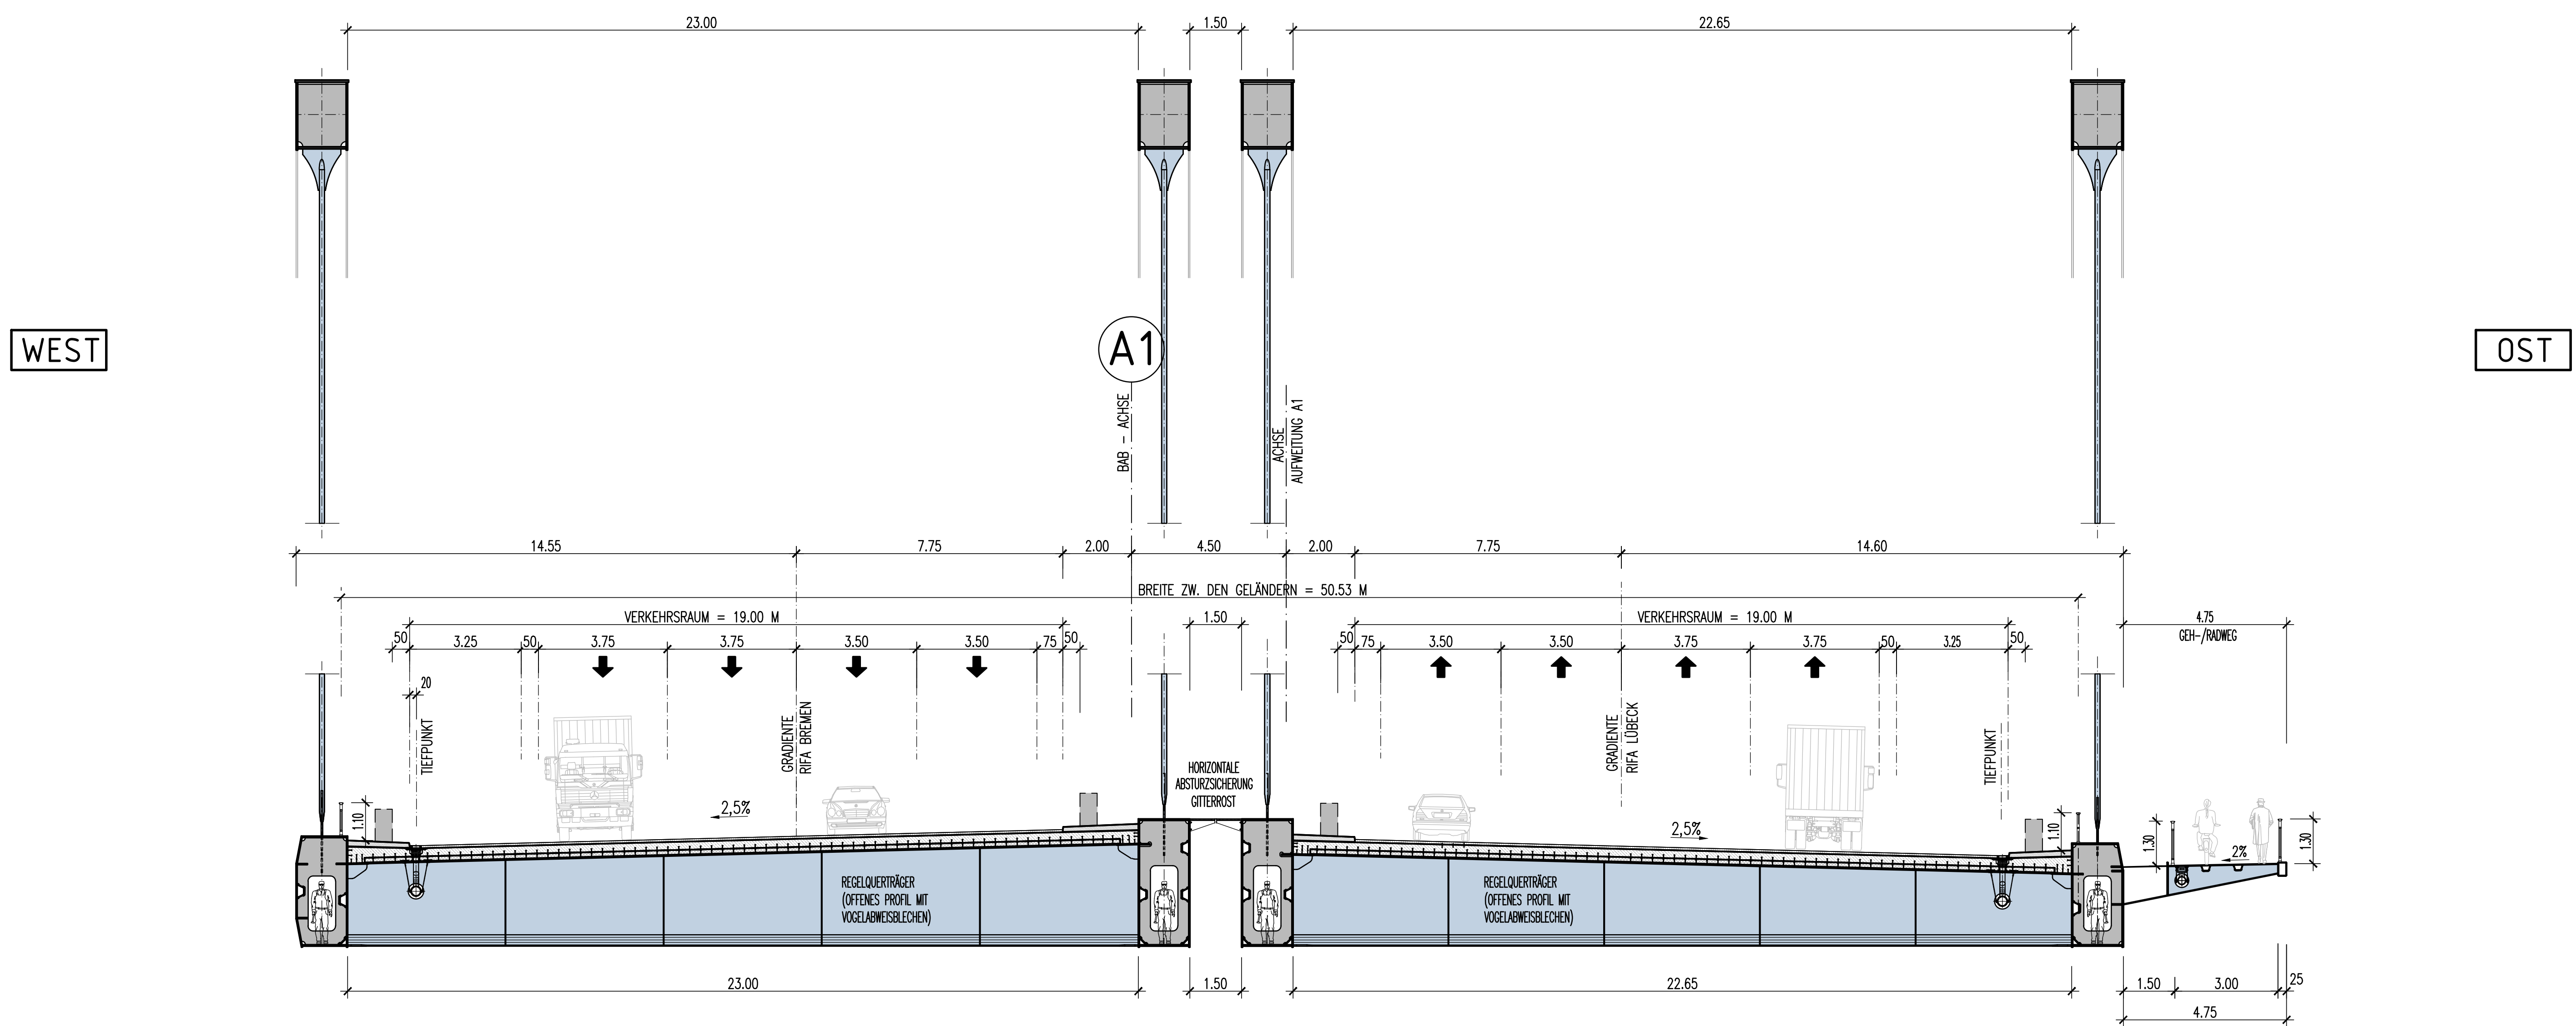 23.00
1.50
22.65
WEST
A1
OST
BAB - ACHSE
ACHSE
AUFWEITUNG A1
14.55
7.75
2.00
4.50
2.00
7.75
14.60
BREITE ZW. DEN GELÄNDERN = 50.53 M
VERKEHRSRAUM = 19.00 M
1.50
VERKEHRSRAUM = 19.00 M
4.75
GEH-/RADWEG
50
3.25
50
3.75
3.75
3.50
3.50
75
50
50
75
3.50
3.50
3.75
3.75
50
3.25
50
20
TIEFPUNKT
GRADIENTE
RIFA BREMEN
GRADIENTE
RIFA LÜBECK
TIEFPUNKT
HORIZONTALE
ABSTURZSICHERUNG
GITTERROST
1.10
2,5%
2,5%
1.10
1.30
2%
1.30
REGELQUERTRÄGER
(OFFENES PROFIL MIT
VOGELABWEISBLECHEN)
REGELQUERTRÄGER
(OFFENES PROFIL MIT
VOGELABWEISBLECHEN)
23.00
1.50
22.65
1.50
3.00
25
4.75